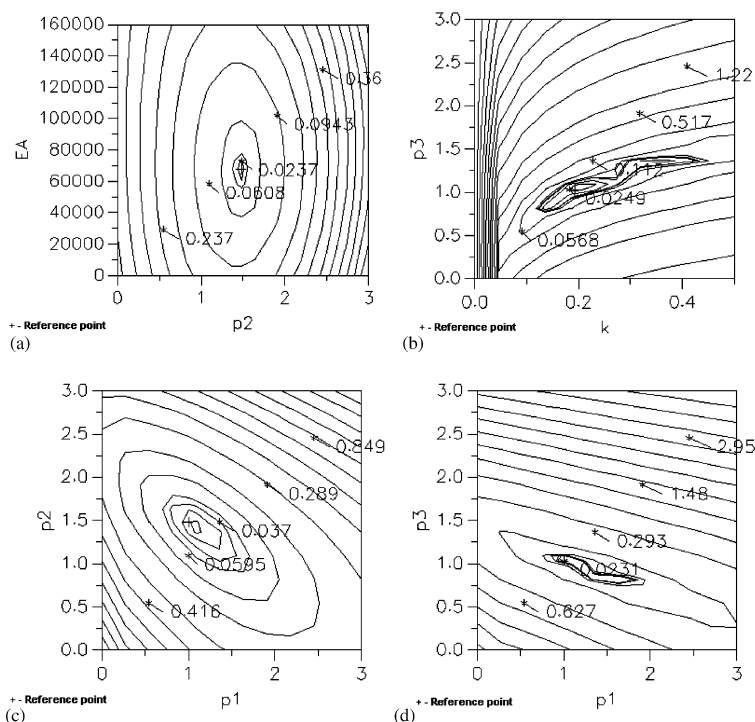 160000
140000
120000
100000
80000
60000
40000
20000
0
EA
0.36
0.0943
0.0237
0.0608
0.237
0 1 2 3
p2
+ - Reference point
(a)
3.0
2.5
2.0
1.5
1.0
0.5
0.0
p3
1.22
0.517
0.0249
0.0568
0.0 0.2 0.4
k
+ - Reference point
(b)
3.0
2.5
2.0
1.5
1.0
0.5
0.0
p2
0.849
0.289
0.037
0.0595
0.416
0 1 2 3
p1
+ - Reference point
(c)
3.0
2.5
2.0
1.5
1.0
0.5
0.0
p3
2.95
1.48
0.293
0.0231
0.627
0 1 2 3
p1
+ - Reference point
(d)